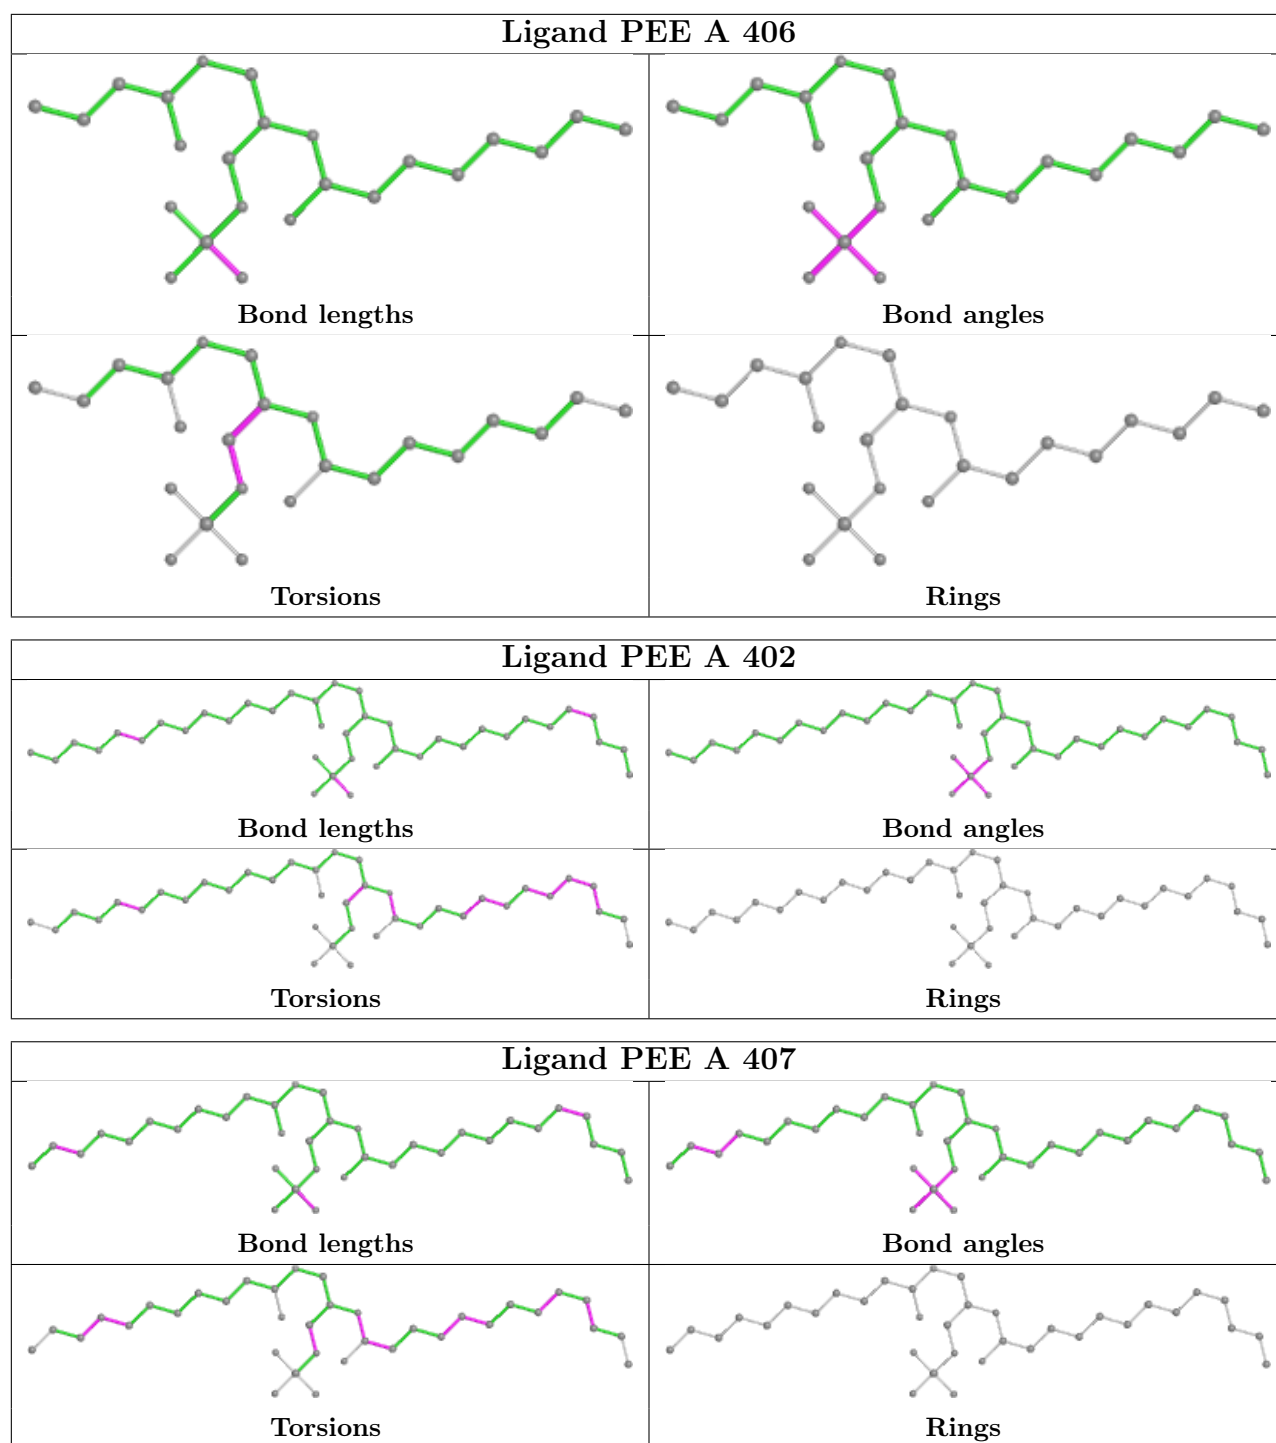 Ligand PEE A 406
Bond lengths
Bond angles
Torsions
Rings
Ligand PEE A 402
Bond lengths
Bond angles
Torsions
Rings
Ligand PEE A 407
Bond lengths
Bond angles
Torsions
Rings